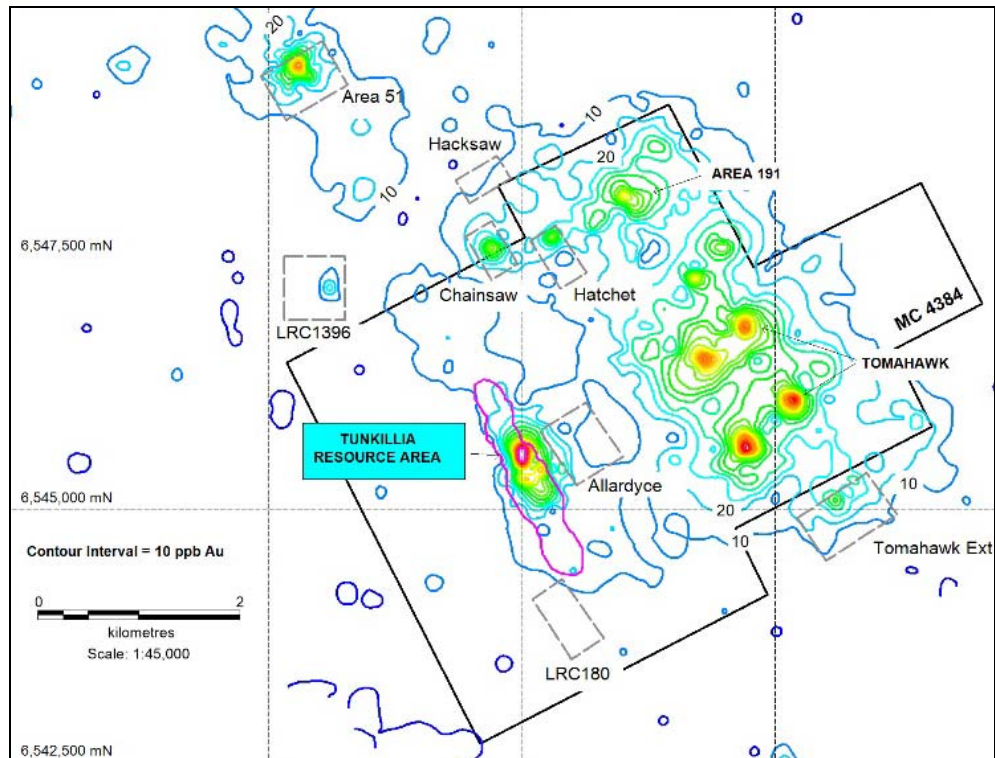 20
10
Area 51
Hacksaw
10
20
AREA 191
10
6,547,500 mN
Chainsaw
Hatchet
LRC1396
MC 4384
TOMAHAWK
TUNKILLIA
RESOURCE AREA
Allardyce
6,545,000 mN
20
10
10
Tomahawk Ext
Contour Interval = 10 ppb Au
0
2
kilometres
Scale: 1:45,000
LRC180
6,542,500 mN